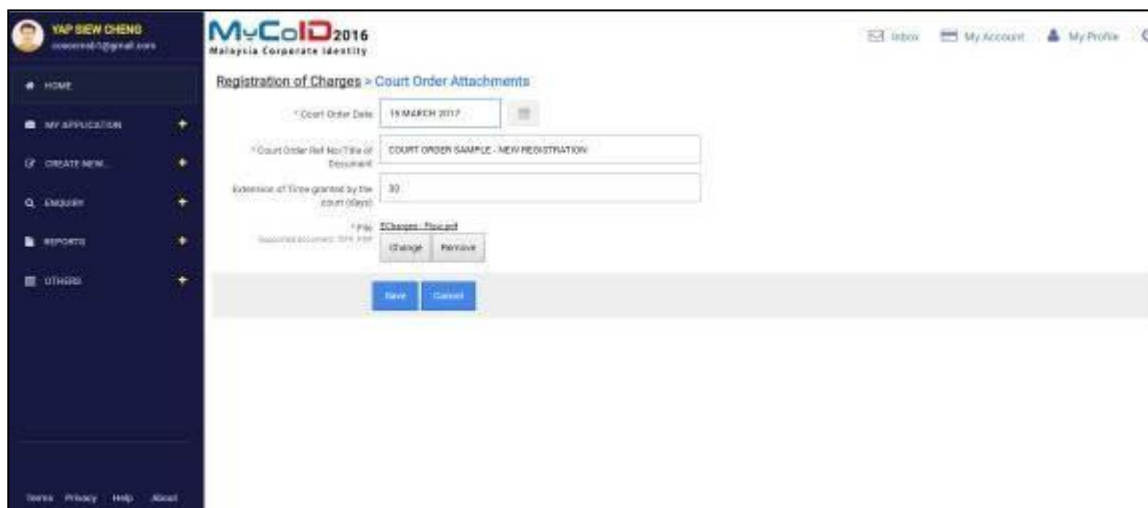 YAP SIEW CHENG
MyCoID 2016
Malaysia Corporate Identity
Inbox
My Account
My Profile
HOME
MY APPLICATION
CREATE NEW...
ENQUIRY
REPORTS
OTHERS
Registration of Charges > Court Order Attachments
* Court Order Date
MARCH 2017
* Court Order Ref No/Title of
Document
COURT ORDER SAMPLE - NEW REGISTRATION
Extension of Time granted by the
court (days)
30
* File
Change
Remove
Save
Cancel
Terms
Privacy
Help
About